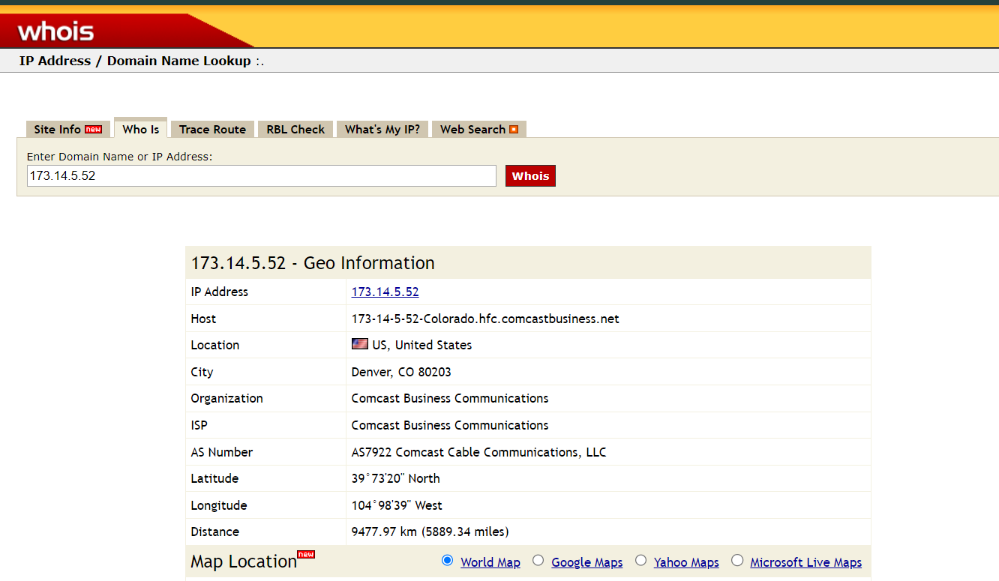 whois
IP Address / Domain Name Lookup :.
Site Info new Who Is Trace Route RBL Check What's My IP? Web Search
Enter Domain Name or IP Address:
173.14.5.52 Whois
173.14.5.52 - Geo Information
IP Address 173.14.5.52
Host 173-14-5-52-Colorado.hfc.comcastbusiness.net
Location US, United States
City Denver, CO 80203
Organization Comcast Business Communications
ISP Comcast Business Communications
AS Number AS7922 Comcast Cable Communications, LLC
Latitude 39°73'20" North
Longitude 104°98'39" West
Distance 9477.97 km (5889.34 miles)
Map Location new World Map Google Maps Yahoo Maps Microsoft Live Maps